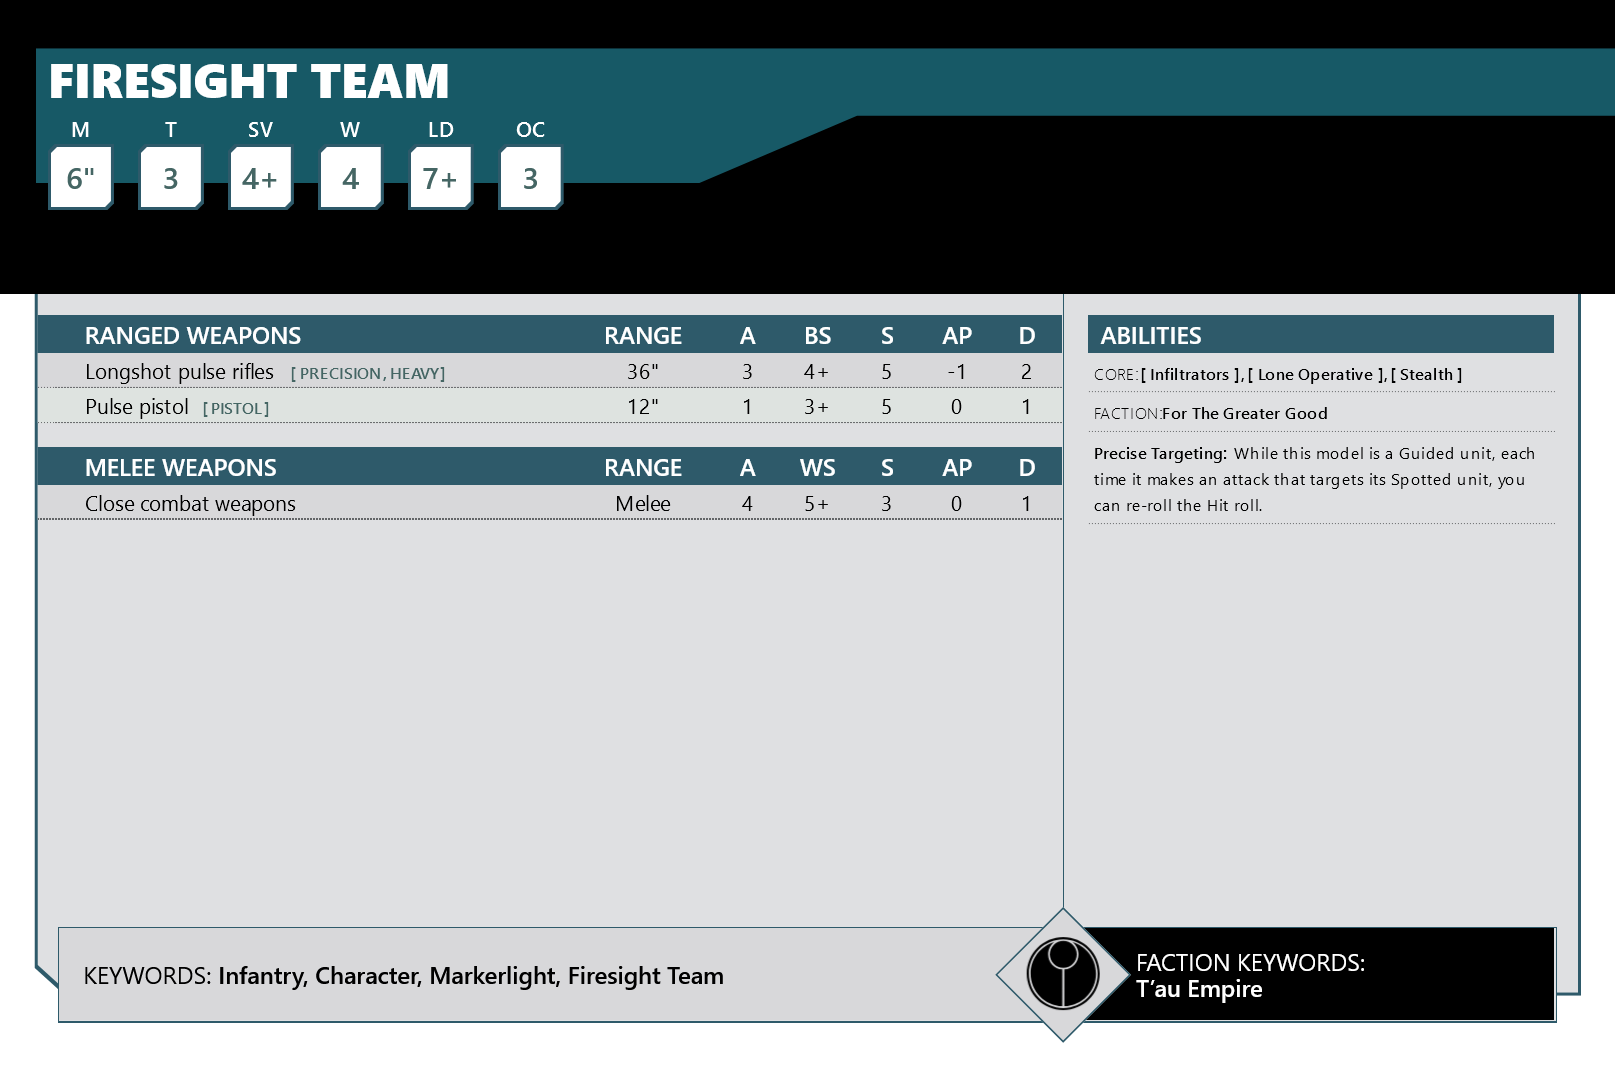 FIRESIGHT TEAM
M T SV W LD OC
6" 3 4+ 4 7+ 3
RANGED WEAPONS RANGE A BS S AP D
Longshot pulse rifles [ PRECISION, HEAVY] 36" 3 4+ 5 -1 2
Pulse pistol [ PISTOL] 12" 1 3+ 5 0 1
MELEE WEAPONS RANGE A WS S AP D
Close combat weapons Melee 4 5+ 3 0 1
ABILITIES
CORE:[ Infiltrators ], [ Lone Operative ], [ Stealth ]
FACTION:For The Greater Good
Precise Targeting: While this model is a Guided unit, each
time it makes an attack that targets its Spotted unit, you
can re-roll the Hit roll.
KEYWORDS: Infantry, Character, Markerlight, Firesight Team
FACTION KEYWORDS:
T’au Empire